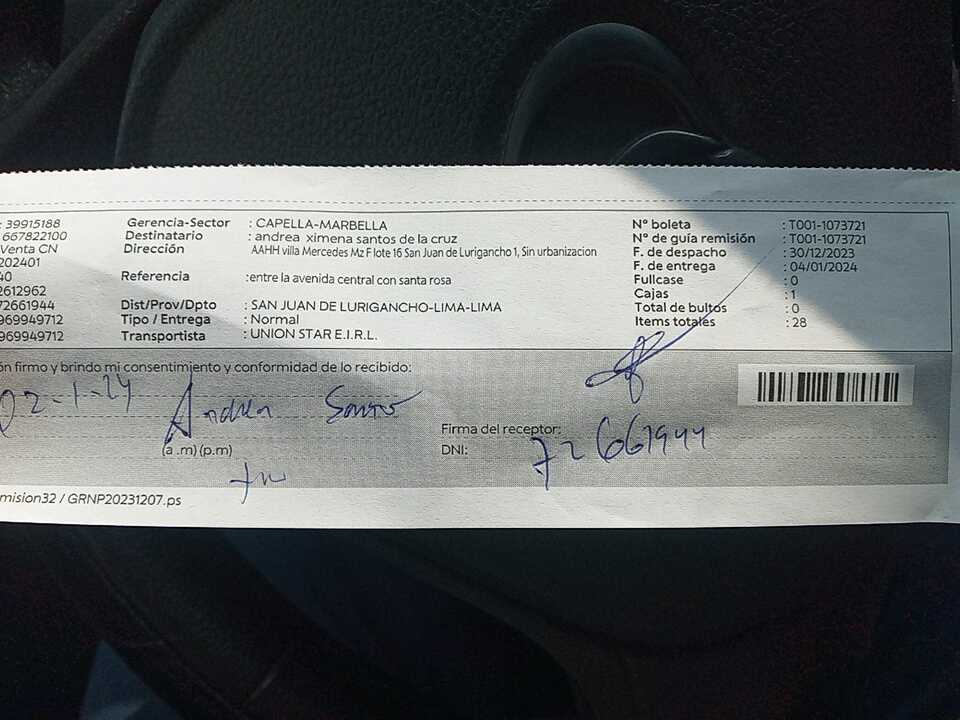 : 39915188 Gerencia-Sector : CAPELLA-MARBELLA Nº boleta : T001-1073721
667822100 Destinatario : andrea ximena santos de la cruz Nº de guía remisión : T001-1073721
Venta CN Dirección AAHH villa Mercedes Mz F lote 16 San Juan de Lurigancho 1, Sin urbanizacion F. de despacho : 30/12/2023
202401 F. de entrega : 04/01/2024
40 Referencia :entre la avenida central con santa rosa Fullcase : 0
2612962 Cajas : 1
72661944 Dist/Prov/Dpto : SAN JUAN DE LURIGANCHO-LIMA-LIMA Total de bultos : 0
969949712 Tipo / Entrega : Normal Items totales : 28
969949712 Transportista : UNION STAR E.I.R.L.
ón firmo y brindo mi consentimiento y conformidad de lo recibido:
02-1-24 Andrea Santos
Firma del receptor:
(a .m) (p.m) DNI: 72661944
mision32 / GRNP20231207.ps